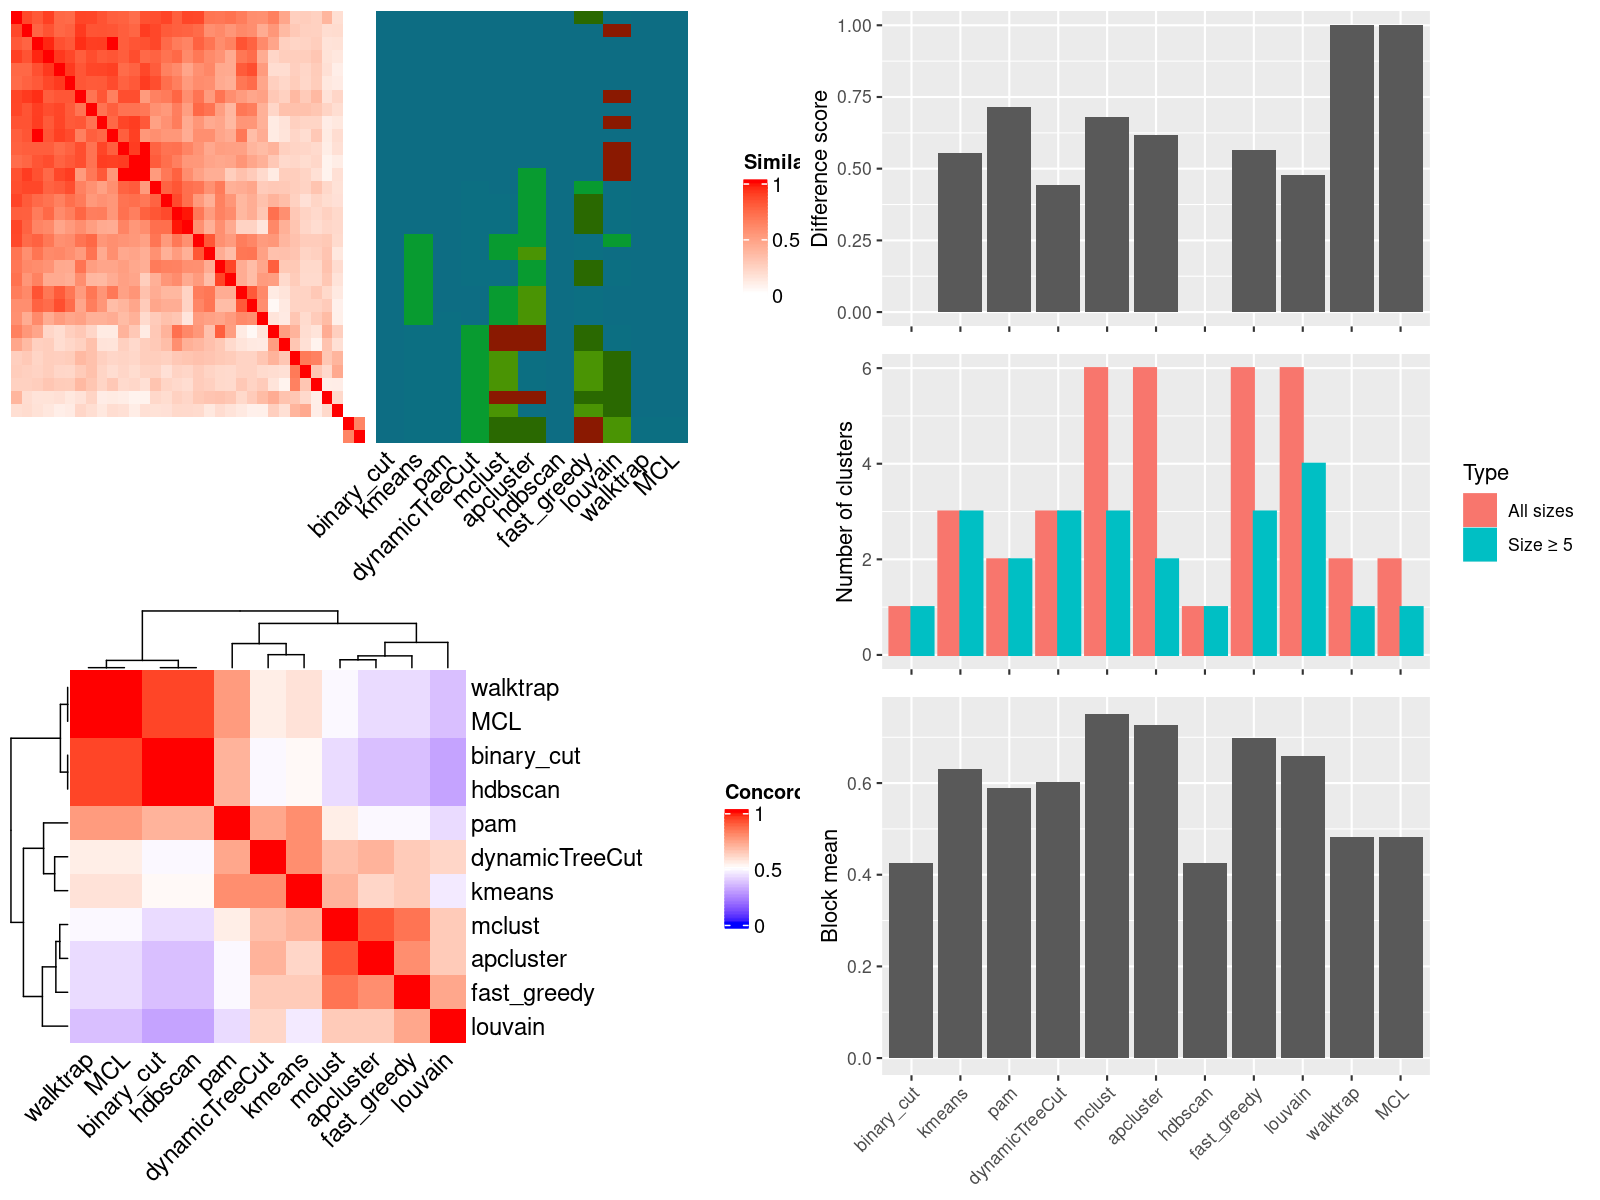 Simila
1
0.5
0
binary_cut
kmeans
pam
dynamicTreeCut
mclust
apcluster
hdbscan
fast_greedy
louvain
walktrap
MCL
walktrap
MCL
binary_cut
hdbscan
pam
dynamicTreeCut
kmeans
mclust
apcluster
fast_greedy
louvain
Concord
1
0.5
0
walktrap
MCL
binary_cut
hdbscan
pam
dynamicTreeCut
kmeans
mclust
apcluster
fast_greedy
louvain
Difference score
1.00
0.75
0.50
0.25
0.00
Number of clusters
6
4
2
0
Type
All sizes
Size ≥ 5
Block mean
0.6
0.4
0.2
0.0
binary_cut
kmeans
pam
dynamicTreeCut
mclust
apcluster
hdbscan
fast_greedy
louvain
walktrap
MCL